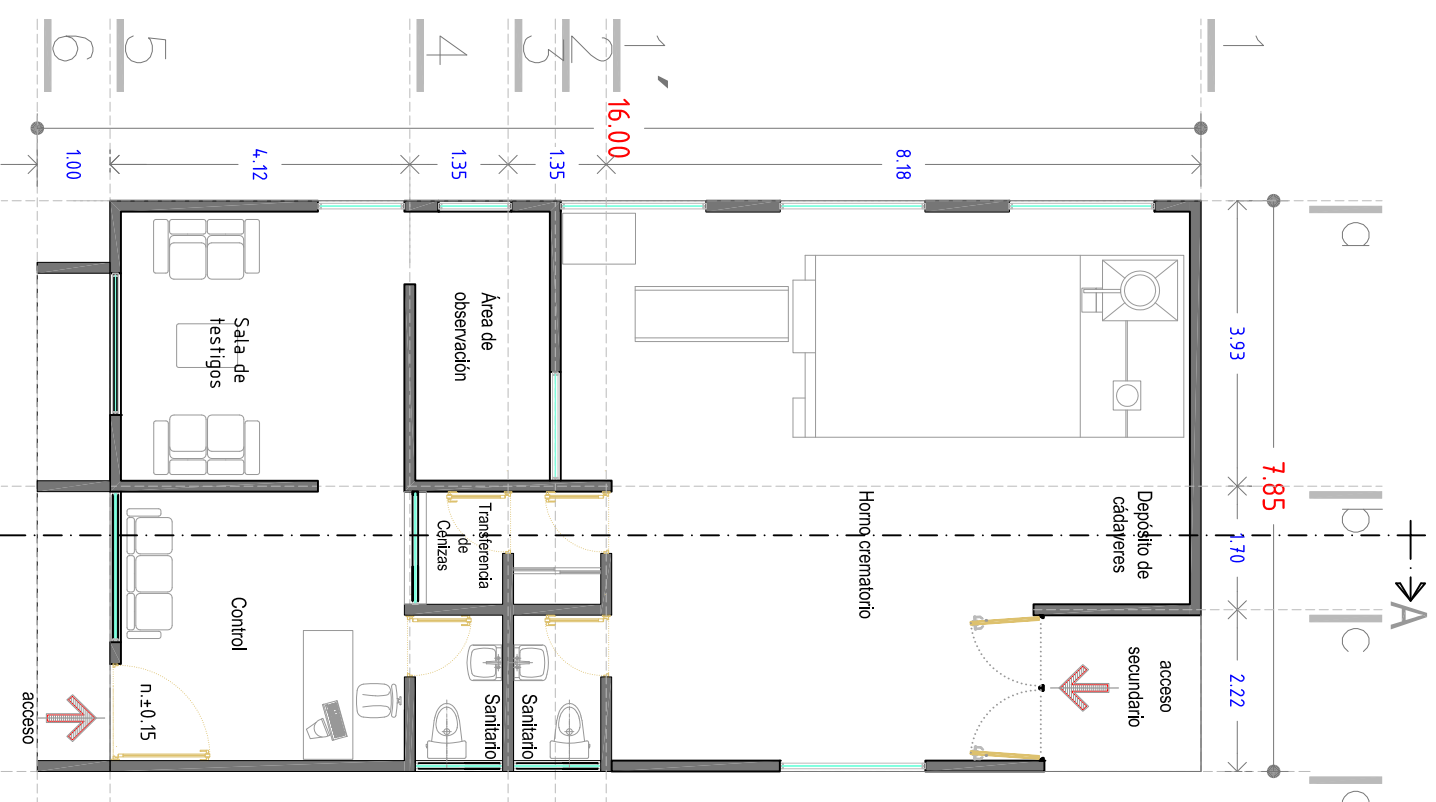 6
5
4
3
2
1´
1
16.00
1.00
4.12
1.35
1.35
8.18
a
b
c
A
7.85
3.93
1.70
2.22
Sala de
testigos
Área de
observación
Transferencia
de
Cenizas
Horno crematorio
Depósito de
cádaveres
acceso
secundario
Control
Sanitario
Sanitario
n.±0.15
acceso